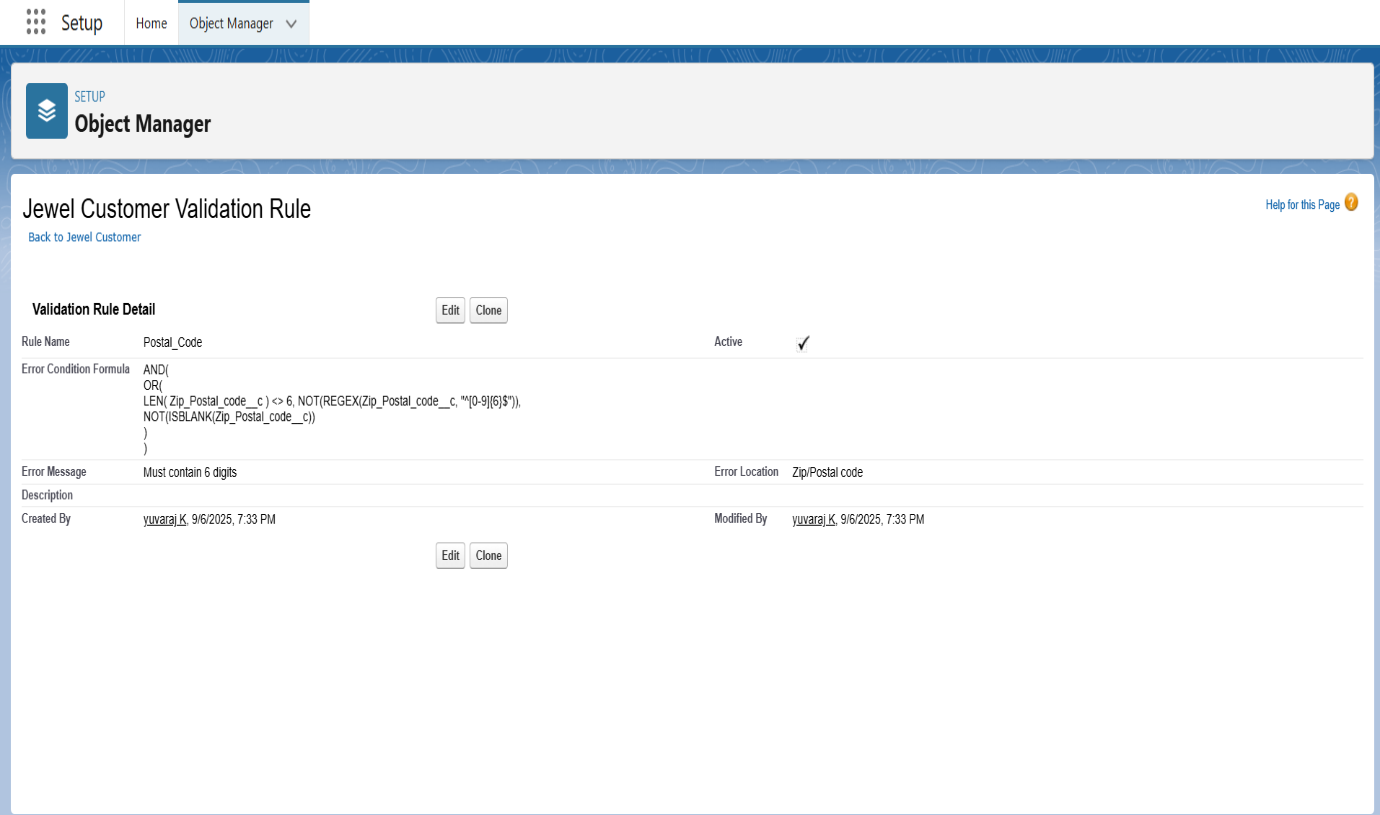 Setup
Home
Object Manager
SETUP
Object Manager
Jewel Customer Validation Rule
Help for this Page
Back to Jewel Customer
Validation Rule Detail
Edit Clone
Rule Name Postal_Code Active
Error Condition Formula AND(
OR(
LEN( Zip_Postal_code__c ) <> 6, NOT(REGEX(Zip_Postal_code__c, "^[0-9]{6}$")),
NOT(ISBLANK(Zip_Postal_code__c))
)
)
Error Message Must contain 6 digits Error Location Zip/Postal code
Description
Created By yuvaraj K, 9/6/2025, 7:33 PM Modified By yuvaraj K, 9/6/2025, 7:33 PM
Edit Clone